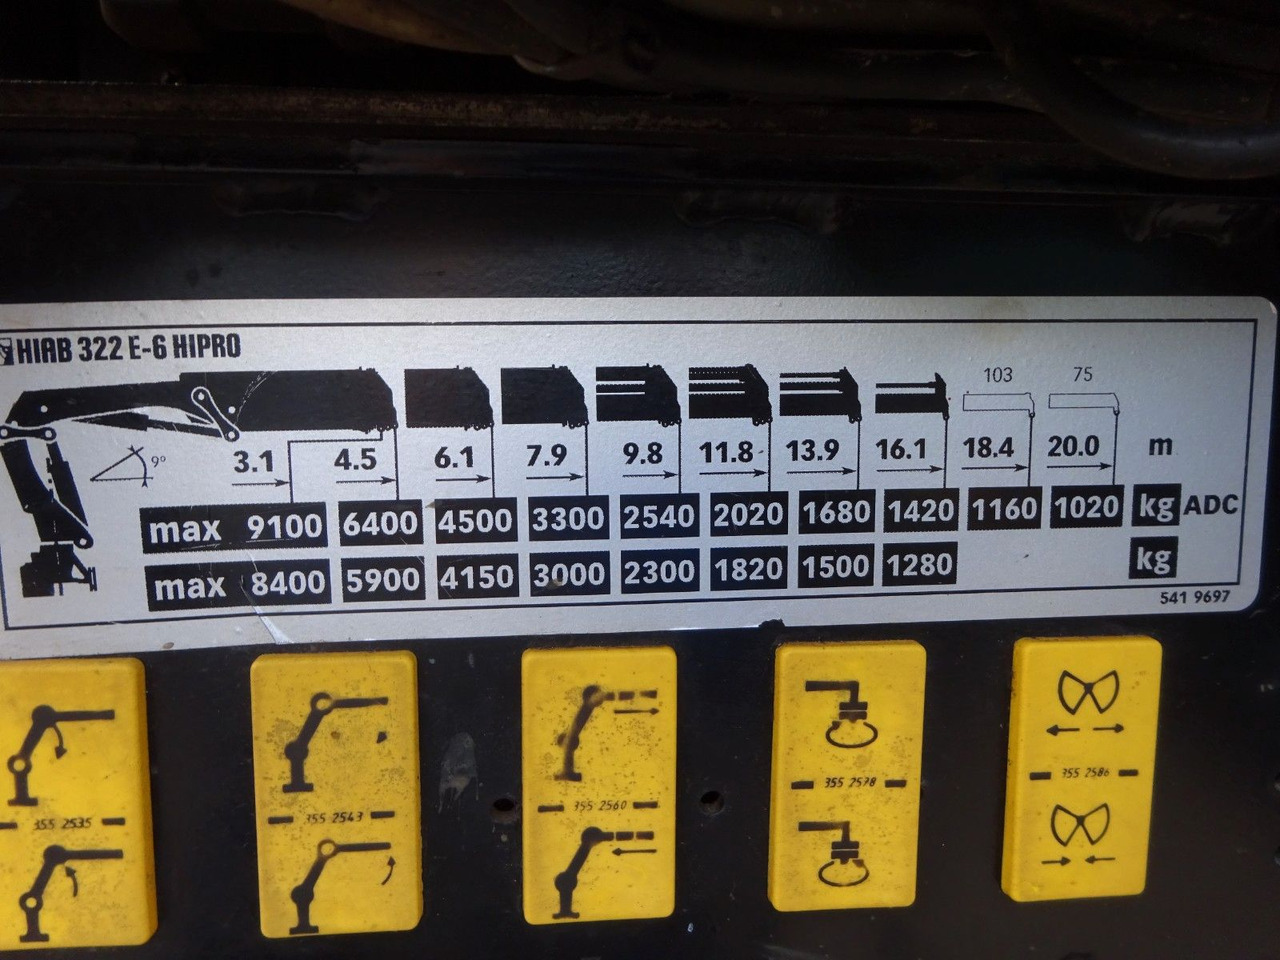 HIAB 322 E-6 HIPRO
103 75
9°
3.1 4.5 6.1 7.9 9.8 11.8 13.9 16.1 18.4 20.0 m
max 9100 6400 4500 3300 2540 2020 1680 1420 1160 1020 kg ADC
max 8400 5900 4150 3000 2300 1820 1500 1280 kg
541 9697
355 2535 355 2543 355 2560 355 2578 355 2586